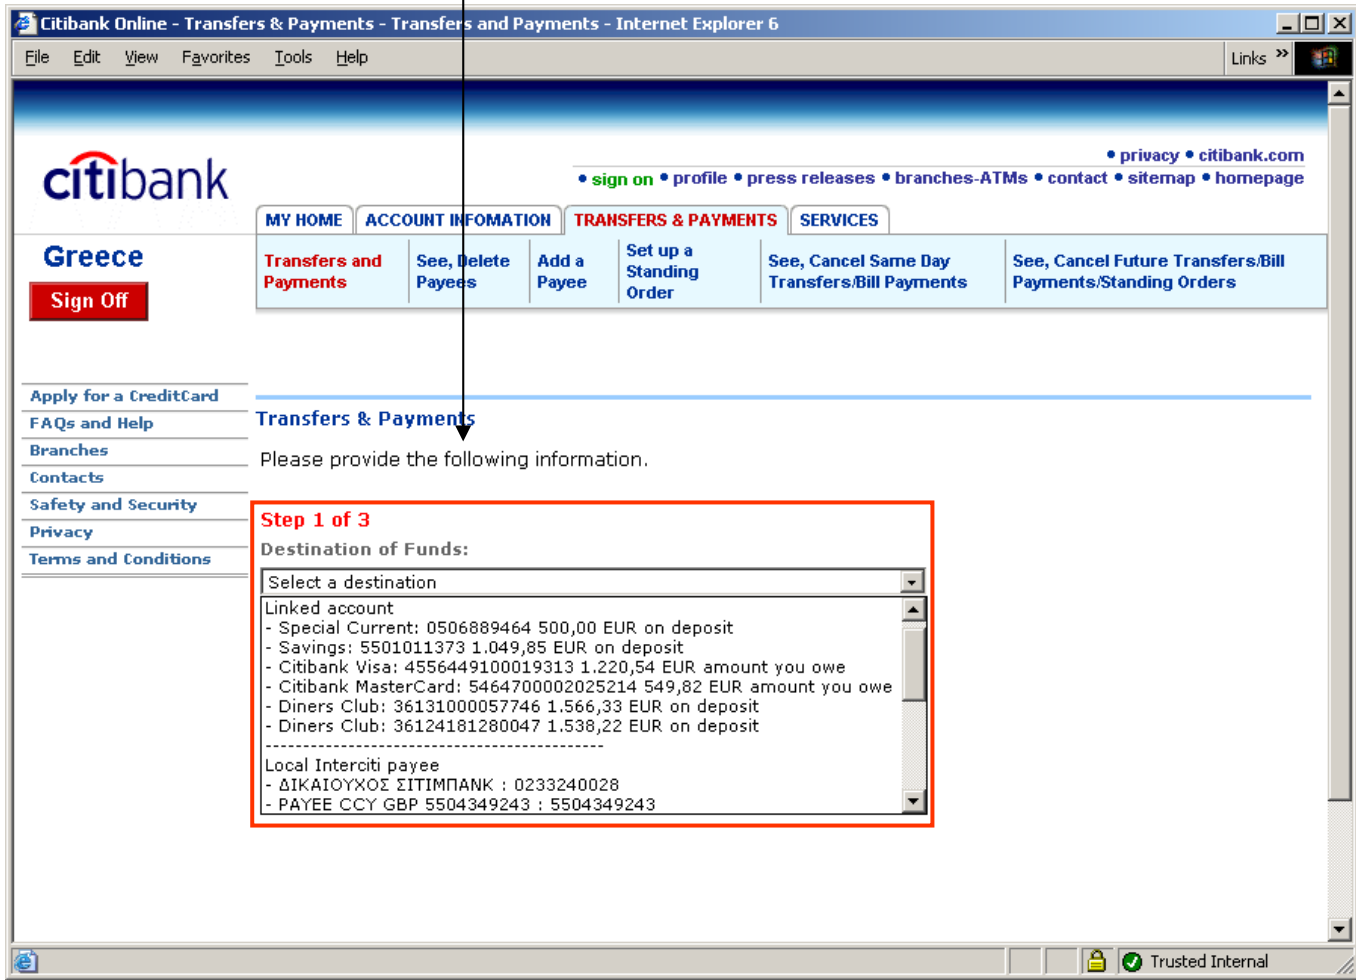 Citibank Online - Transfers & Payments - Transfers and Payments - Internet Explorer 6
File Edit View Favorites Tools Help Links »
citibank
• privacy • citibank.com
• sign on • profile • press releases • branches-ATMs • contact • sitemap • homepage
MY HOME ACCOUNT INFOMATION TRANSFERS & PAYMENTS SERVICES
Greece
Sign Off
Transfers and
Payments
See, Delete
Payees
Add a
Payee
Set up a
Standing
Order
See, Cancel Same Day
Transfers/Bill Payments
See, Cancel Future Transfers/Bill
Payments/Standing Orders
Apply for a CreditCard
FAQs and Help
Branches
Contacts
Safety and Security
Privacy
Terms and Conditions
Transfers & Payments
Please provide the following information.
Step 1 of 3
Destination of Funds:
Select a destination
Linked account
- Special Current: 0506889464 500,00 EUR on deposit
- Savings: 5501011373 1.049,85 EUR on deposit
- Citibank Visa: 4556449100019313 1.220,54 EUR amount you owe
- Citibank MasterCard: 5464700002025214 549,82 EUR amount you owe
- Diners Club: 36131000057746 1.566,33 EUR on deposit
- Diners Club: 36124181280047 1.538,22 EUR on deposit
---------------------------------------------
Local Interciti payee
- ΔΙΚΑΙΟΥΧΟΣ ΣΙΤΙΜΠΑΝΚ : 0233240028
- PAYEE CCY GBP 5504349243 : 5504349243
Trusted Internal